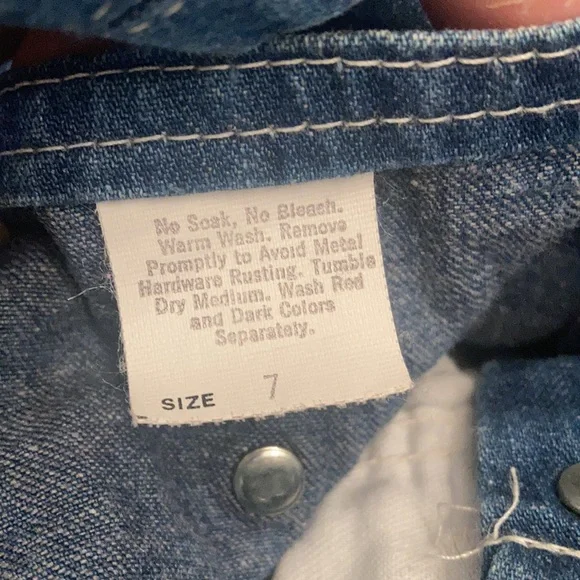 No Soak, No Bleach.
Warm Wash. Remove
Promptly to Avoid Metal
Hardware Rusting. Tumble
Dry Medium. Wash Red
and Dark Colors
Separately.
SIZE 7